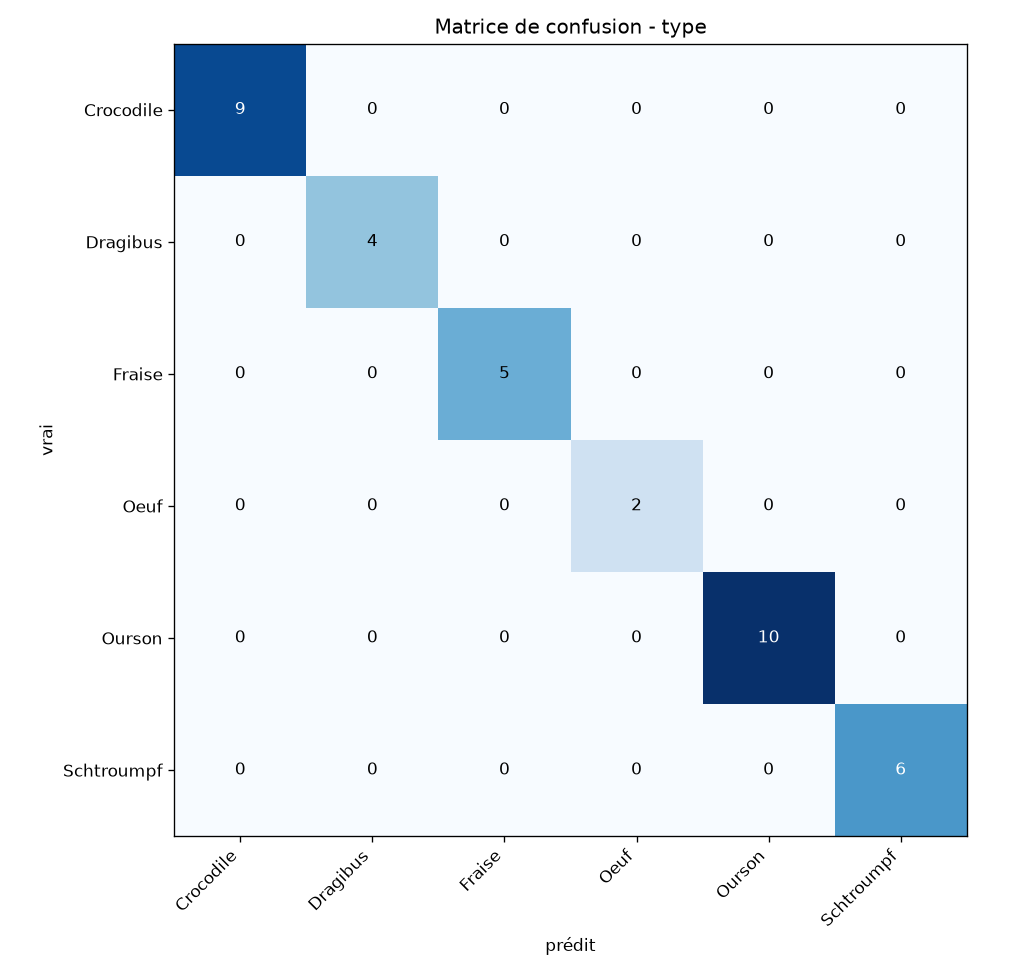 Matrice de confusion - type
Crocodile 9 0 0 0 0 0
Dragibus 0 4 0 0 0 0
Fraise 0 0 5 0 0 0
vrai
Oeuf 0 0 0 2 0 0
Ourson 0 0 0 0 10 0
Schtroumpf 0 0 0 0 0 6
Crocodile Dragibus Fraise Oeuf Ourson Schtroumpf
prédit